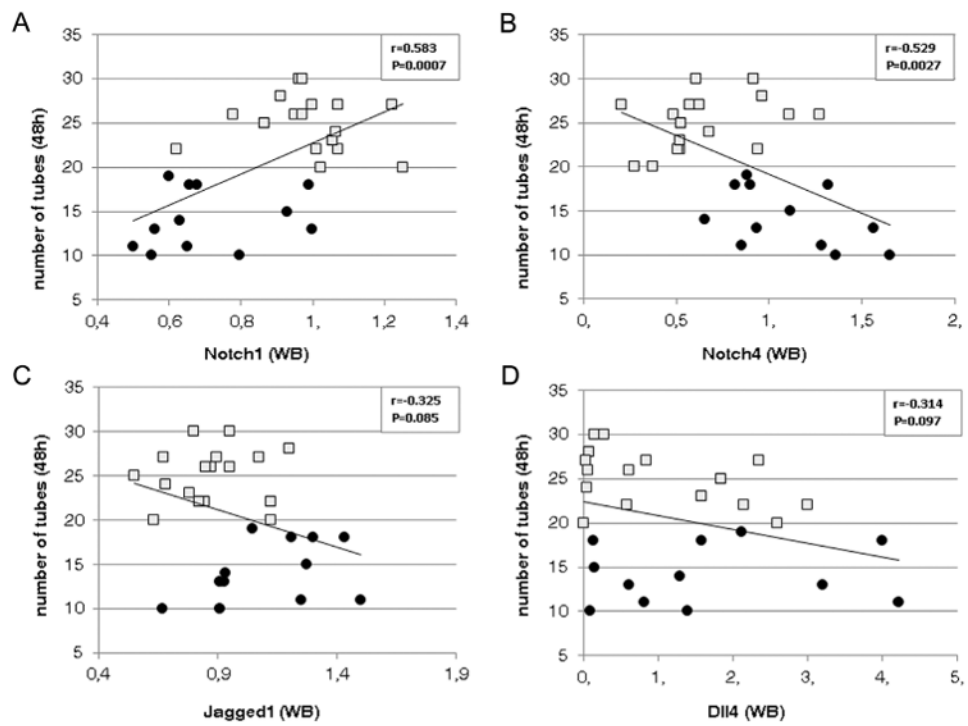 A
r=0.583
P=0.0007
number of tubes (48h)
35
30
25
20
15
10
5
0,4 0,6 0,8 1, 1,2 1,4
Notch1 (WB)
B
r=-0.529
P=0.0027
number of tubes (48h)
35
30
25
20
15
10
5
0, 0,5 1, 1,5 2,
Notch4 (WB)
C
r=-0.325
P=0.085
number of tubes (48h)
35
30
25
20
15
10
5
0,4 0,9 1,4 1,9
Jagged1 (WB)
D
r=-0.314
P=0.097
number of tubes (48h)
35
30
25
20
15
10
5
0, 1, 2, 3, 4, 5,
Dll4 (WB)